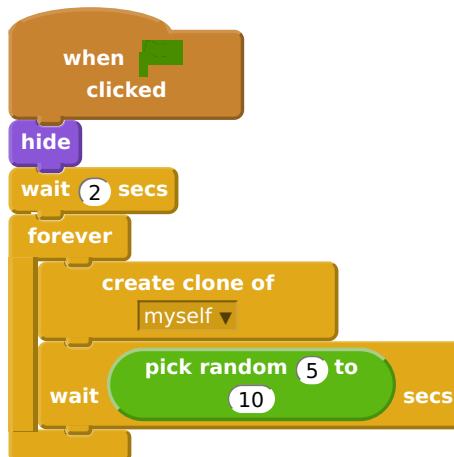 when
clicked
hide
wait 2 secs
forever
create clone of
myself ▼
pick random 5 to
wait 10 secs